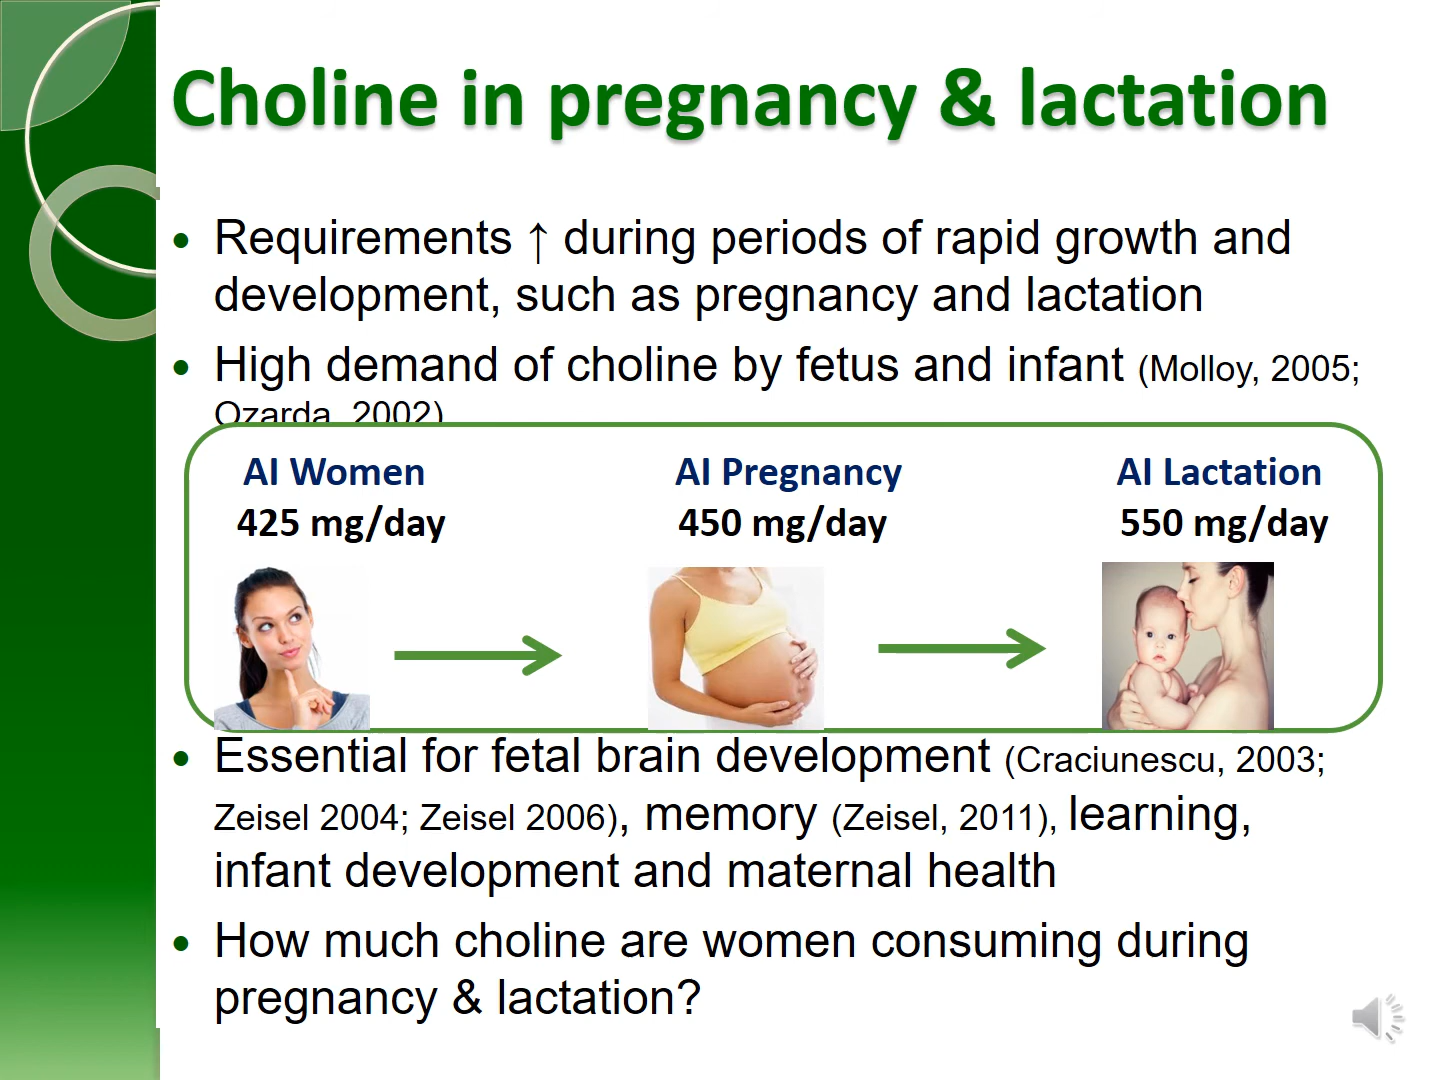 Choline in pregnancy & lactation
• Requirements ↑ during periods of rapid growth and
development, such as pregnancy and lactation
• High demand of choline by fetus and infant (Molloy, 2005;
Ozarda, 2002)
AI Women
425 mg/day
AI Pregnancy
450 mg/day
AI Lactation
550 mg/day
• Essential for fetal brain development (Craciunescu, 2003;
Zeisel 2004; Zeisel 2006), memory (Zeisel, 2011), learning,
infant development and maternal health
• How much choline are women consuming during
pregnancy & lactation?